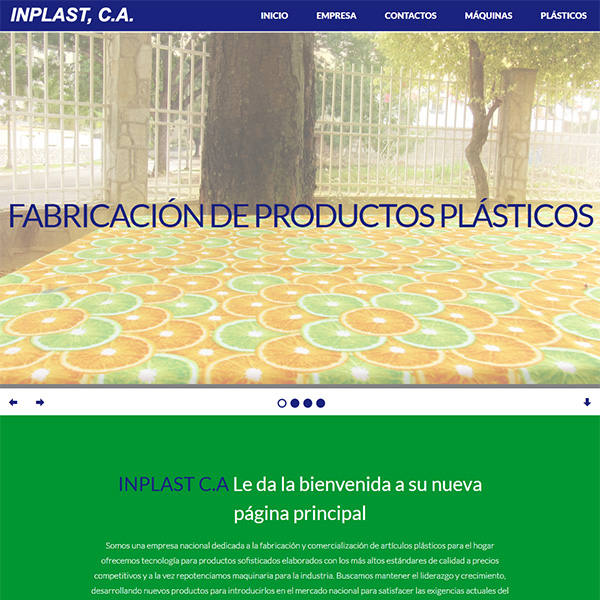 INPLAST, C.A.
INICIO EMPRESA CONTACTOS MÁQUINAS PLÁSTICOS
FABRICACIÓN DE PRODUCTOS PLÁSTICOS
INPLAST C.A Le da la bienvenida a su nueva
página principal
Somos una empresa nacional dedicada a la fabricación y comercialización de artículos plásticos para el hogar
ofrecemos tecnología para productos sofisticados elaborados con los más altos estándares de calidad a precios
competitivos y a la vez repotenciamos maquinaria para la industria. Buscamos mantener el liderazgo y crecimiento,
desarrollando nuevos productos para introducirlos en el mercado nacional para satisfacer las exigencias actuales del